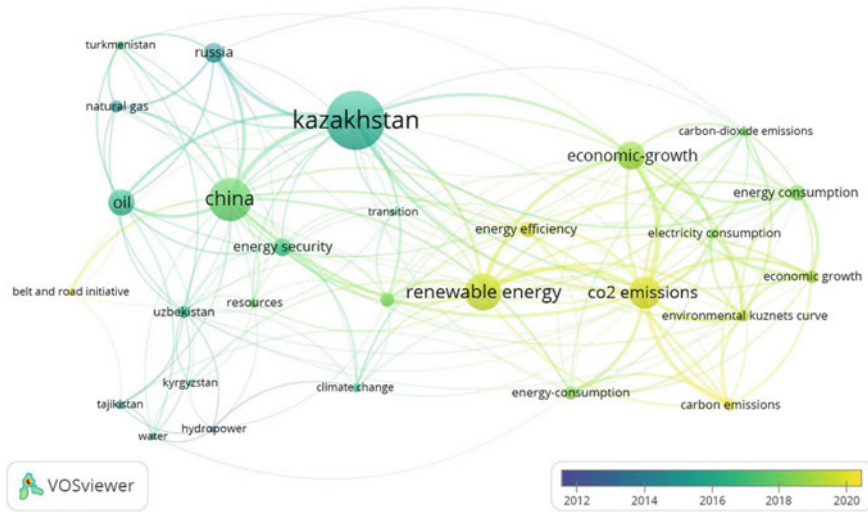 turkmenistan
russia
natural gas
kazakhstan
carbon-dioxide emissions
economic-growth
oil
china
energy consumption
transition
energy efficiency
electricity consumption
energy security
belt and road initiative
resources
renewable energy
co2 emissions
economic growth
uzbekistan
environmental kuznets curve
kyrgyzstan
climate change
energy-consumption
tajikistan
carbon emissions
water
hydropower
VOSviewer
2012 2014 2016 2018 2020